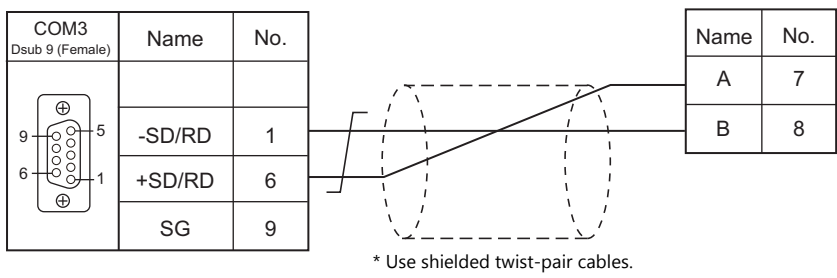 COM3
Dsub 9 (Female)
Name No.
Name No.
A 7
9 5
-SD/RD 1
B 8
6 1
+SD/RD 6
SG 9
* Use shielded twist-pair cables.